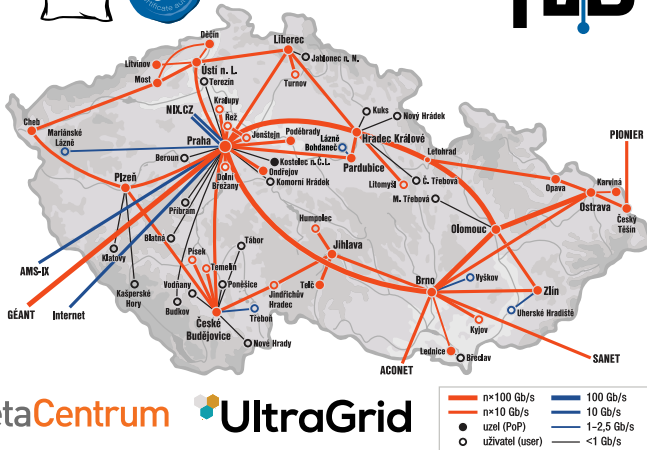 certificate aut
Děčín
Liberec
Litvínov
Jablonec n. N.
Most
Ústí n. L.
Terezín
Turnov
Kralupy
NIX.CZ
Řež
Kuks
Nový Hrádek
Cheb
Mariánské
Lázně
Praha
Jenštejn
Poděbrady
Lázně
Bohdaneč
Hradec Králové
PIONIER
Beroun
Kostelec n.Č.L.
Pardubice
Letohrad
Plzeň
Dolní
Břežany
Ondřejov
Komorní Hrádek
Litomyšl
Č. Třebová
Opava
Karviná
Příbram
M. Třebová
Ostrava
Český
Těšín
Blatná
Humpolec
Olomouc
Klatovy
Písek
Tábor
Jihlava
AMS-IX
Temelín
Kašperské
Hory
Vodňany
Poněšice
Telč
Brno
Vyškov
Zlín
GÉANT
Internet
Budkov
Jindřichův
Hradec
České
Budějovice
Třeboň
Uherské Hradiště
Kyjov
Nové Hrady
Lednice
Břeclav
SANET
ACONET
etaCentrum
UltraGrid
n×100 Gb/s
100 Gb/s
n×10 Gb/s
10 Gb/s
uzel (PoP)
1–2,5 Gb/s
uživatel (user)
<1 Gb/s